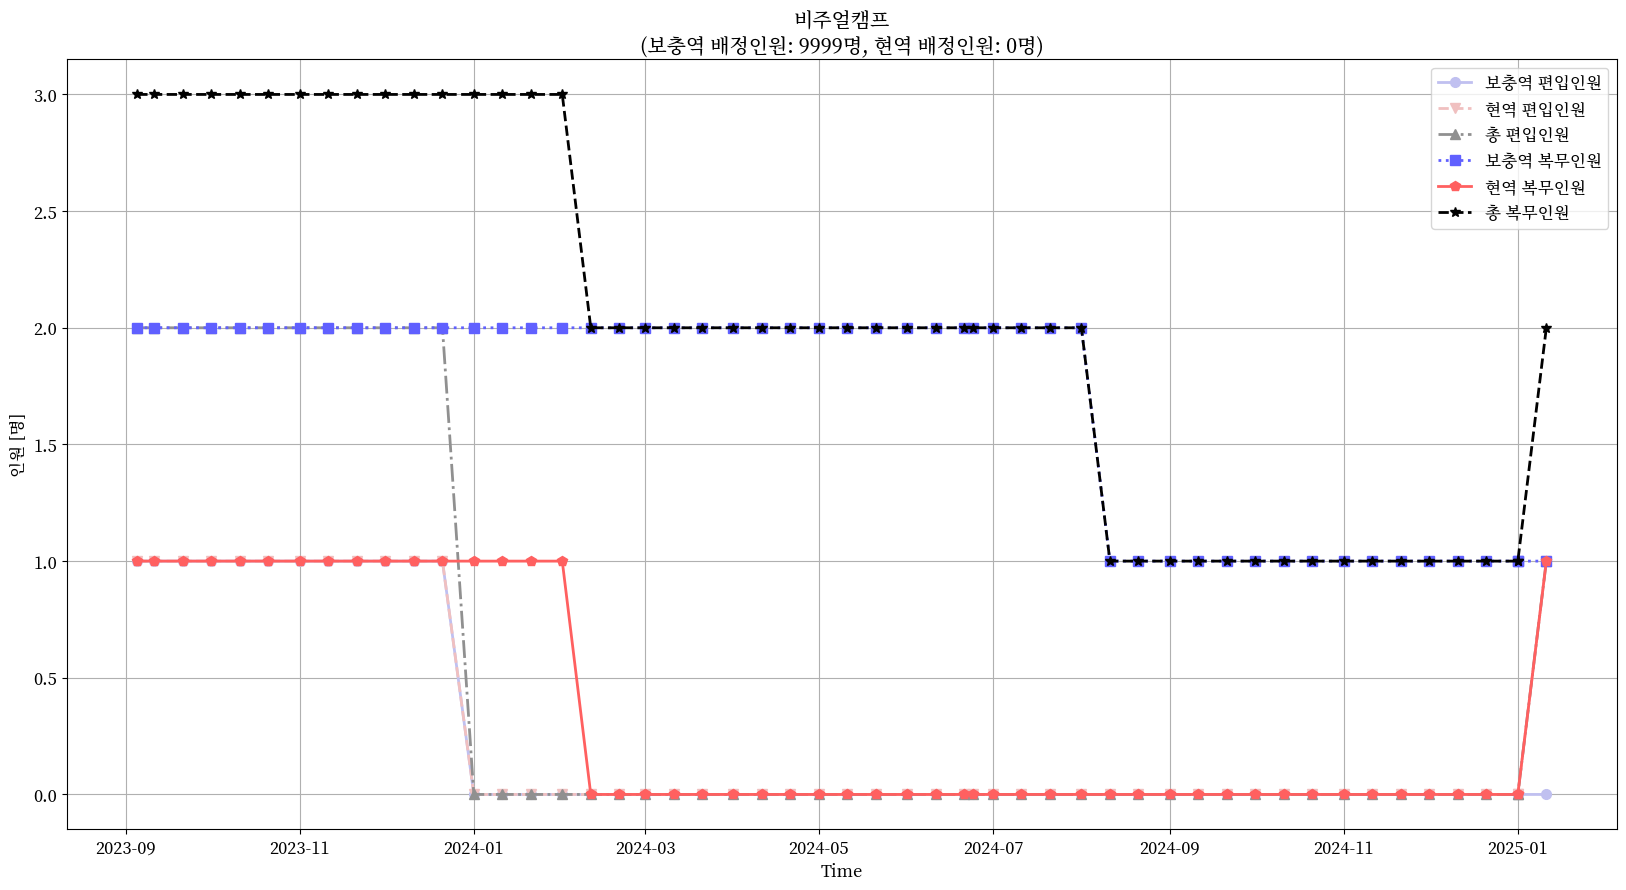 비주얼캠프
(보충역 배정인원: 9999명, 현역 배정인원: 0명)
보충역 편입인원
현역 편입인원
총 편입인원
보충역 복무인원
현역 복무인원
총 복무인원
3.0
2.5
2.0
1.5
1.0
0.5
0.0
인원 [명]
2023-09
2023-11
2024-01
2024-03
2024-05
2024-07
2024-09
2024-11
2025-01
Time